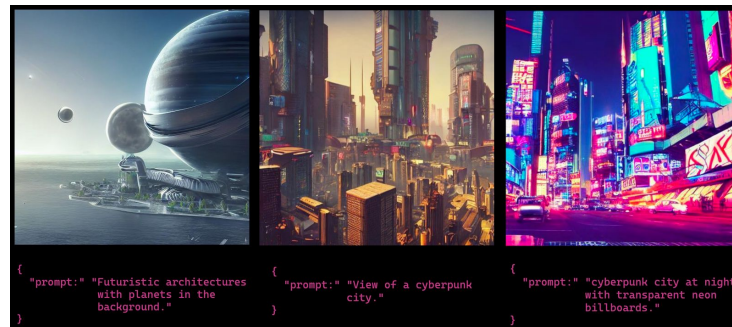 {
"prompt:" "Futuristic architectures
with planets in the
background."
}
{
"prompt:" "View of a cyberpunk
city."
}
{
"prompt:" "cyberpunk city at night
with transparent neon
billboards."
}